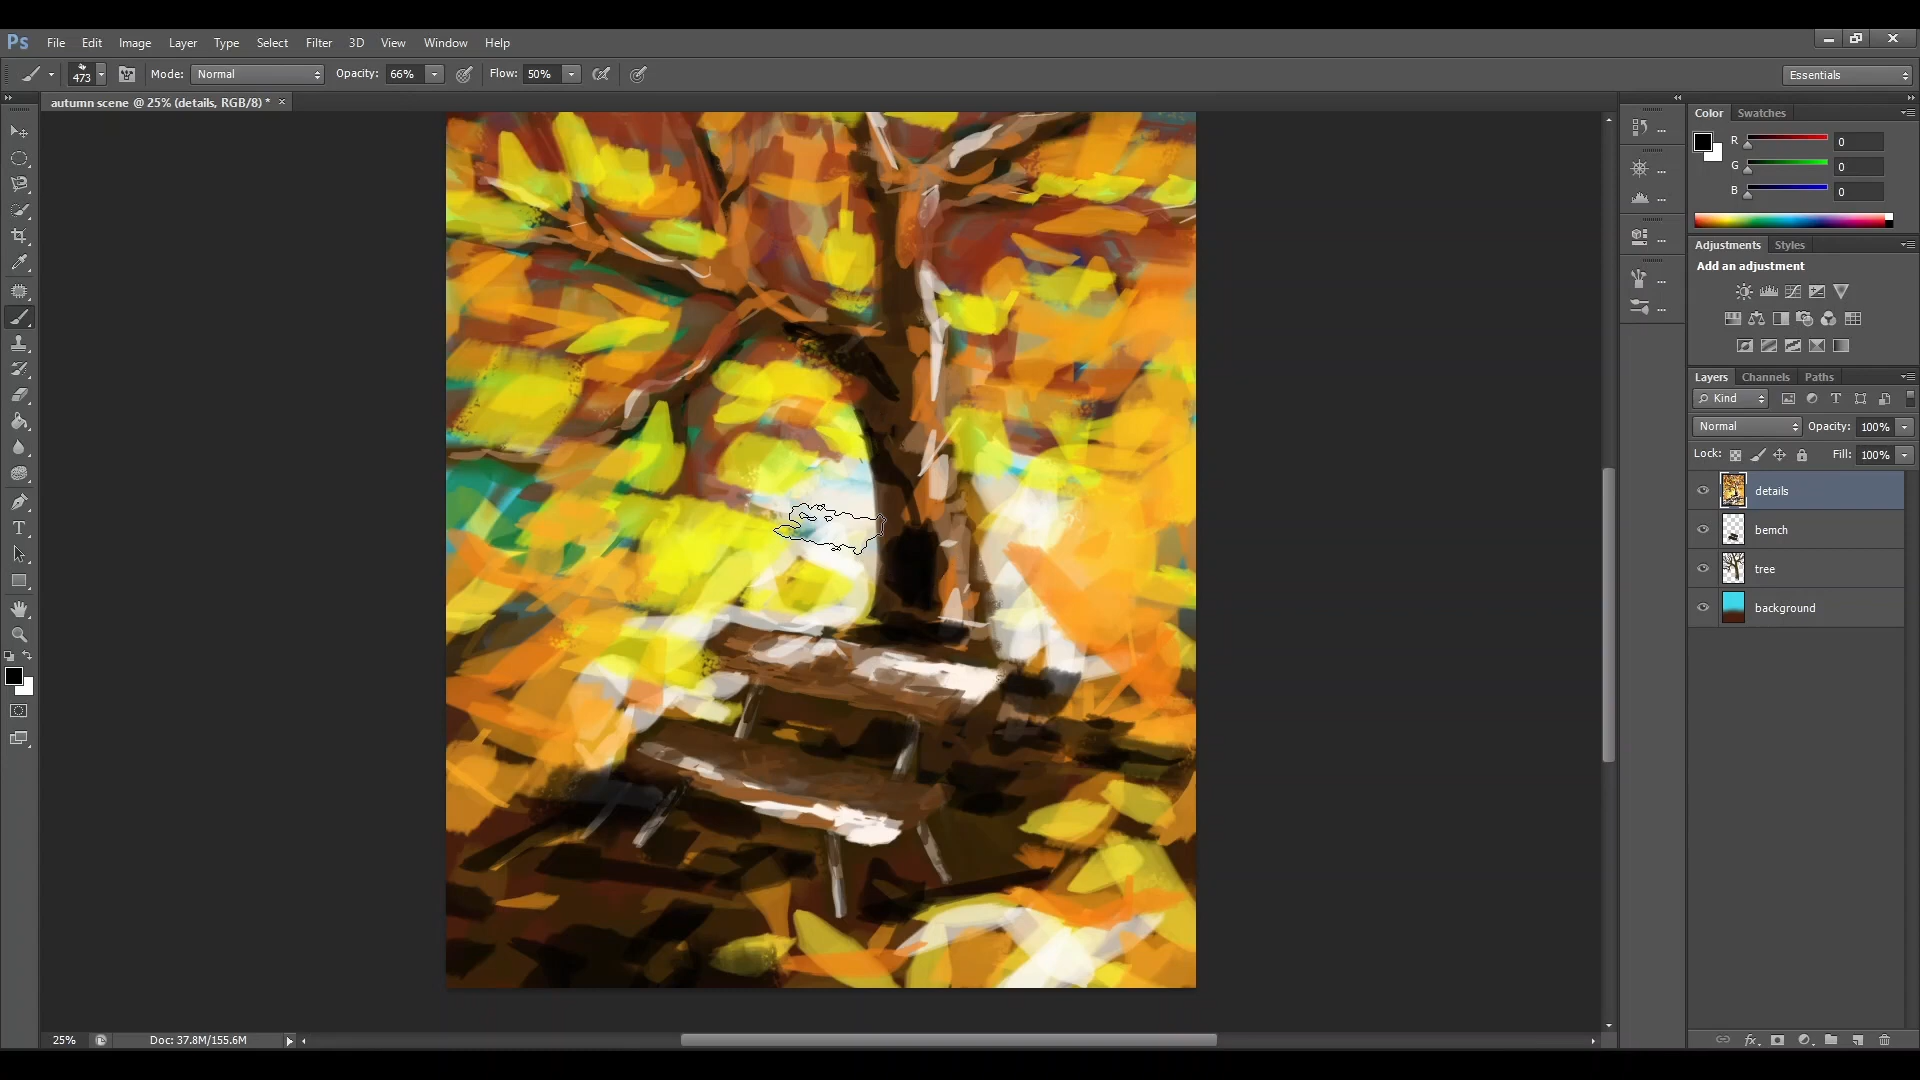 Ps File Edit Image Layer Type Select Filter 3D View Window Help
473 Mode: Normal Opacity: 66% Flow: 50% Essentials
autumn scene @ 25% (details, RGB/8) * ×
Color Swatches
R 0
G 0
B 0
Adjustments Styles
Add an adjustment
Layers Channels Paths
Kind
Normal Opacity: 100%
Lock: Fill: 100%
details
bemch
tree
background
25% Doc: 37.8M/155.6M